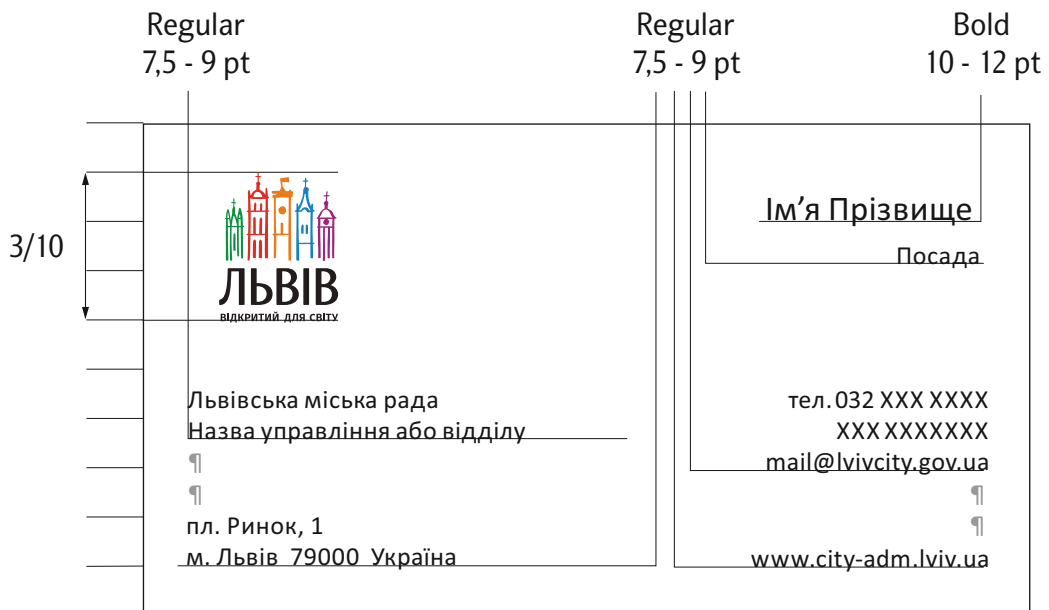 Regular
7,5 - 9 pt
Regular
7,5 - 9 pt
Bold
10 - 12 pt
3/10
ЛЬВІВ
ВІДКРИТИЙ ДЛЯ СВІТУ
Ім’я Прізвище
Посада
Львівська міська рада
Назва управління або відділу
¶
¶
пл. Ринок, 1
м. Львів 79000 Україна
тел. 032 XXX XXXX
XXX XXXXXXX
mail@lvivcity.gov.ua
¶
¶
www.city-adm.lviv.ua